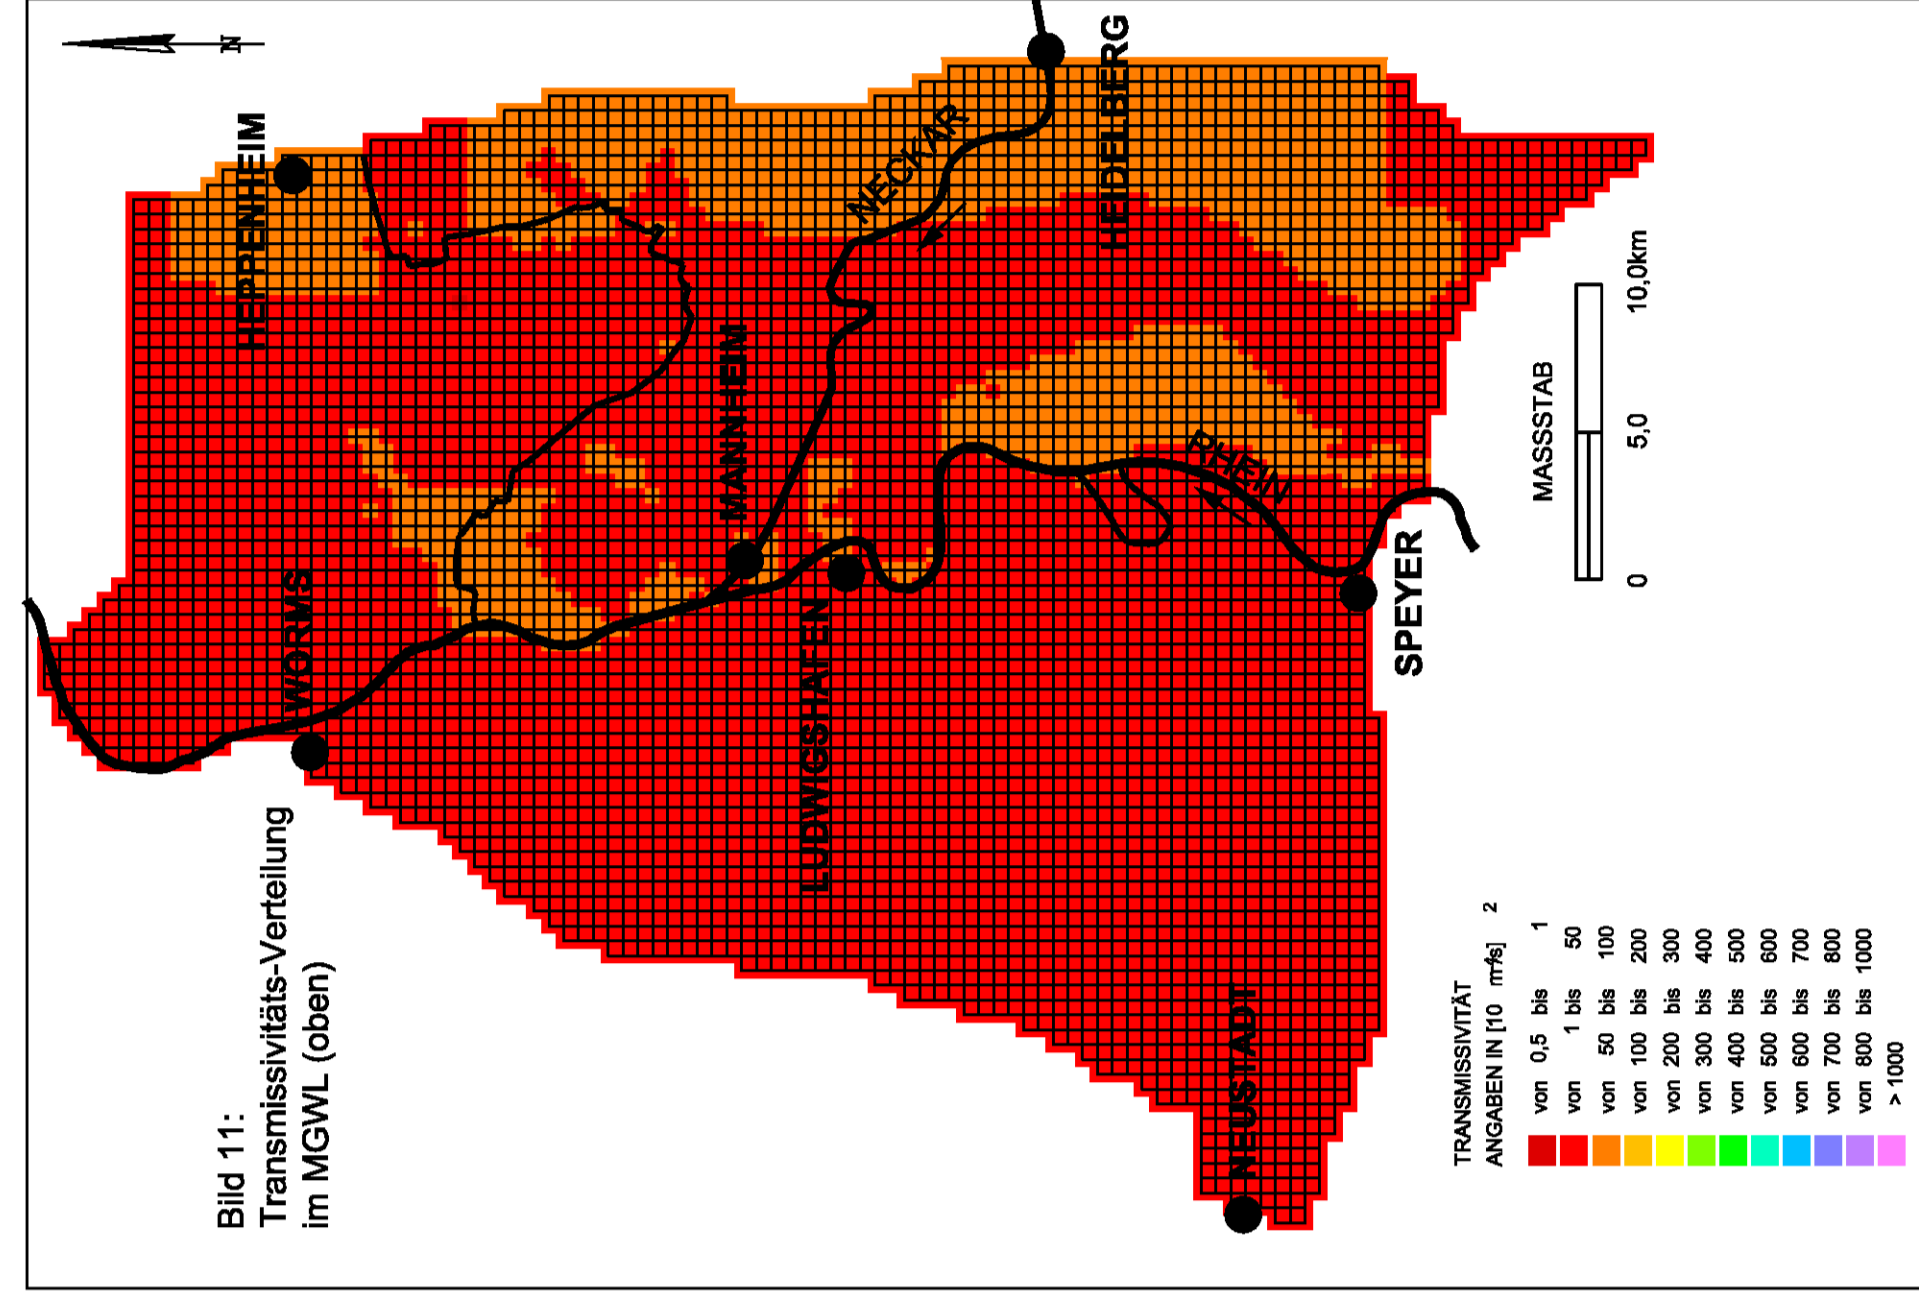 Bild 11:
Transmissivitäts-Verteilung
im MGWL (oben)
N
HEPPENHEIM
WORMS
NECKAR
HEIDELBERG
MANNHEIM
LUDWIGSHAFEN
RHEIN
SPEYER
NEUSTADT
MASSSTAB
0 5,0 10,0km
TRANSMISSIVITÄT
ANGABEN IN [10 m²/s] 2
von 0,5 bis 1
von 1 bis 50
von 50 bis 100
von 100 bis 200
von 200 bis 300
von 300 bis 400
von 400 bis 500
von 500 bis 600
von 600 bis 700
von 700 bis 800
von 800 bis 1000
> 1000